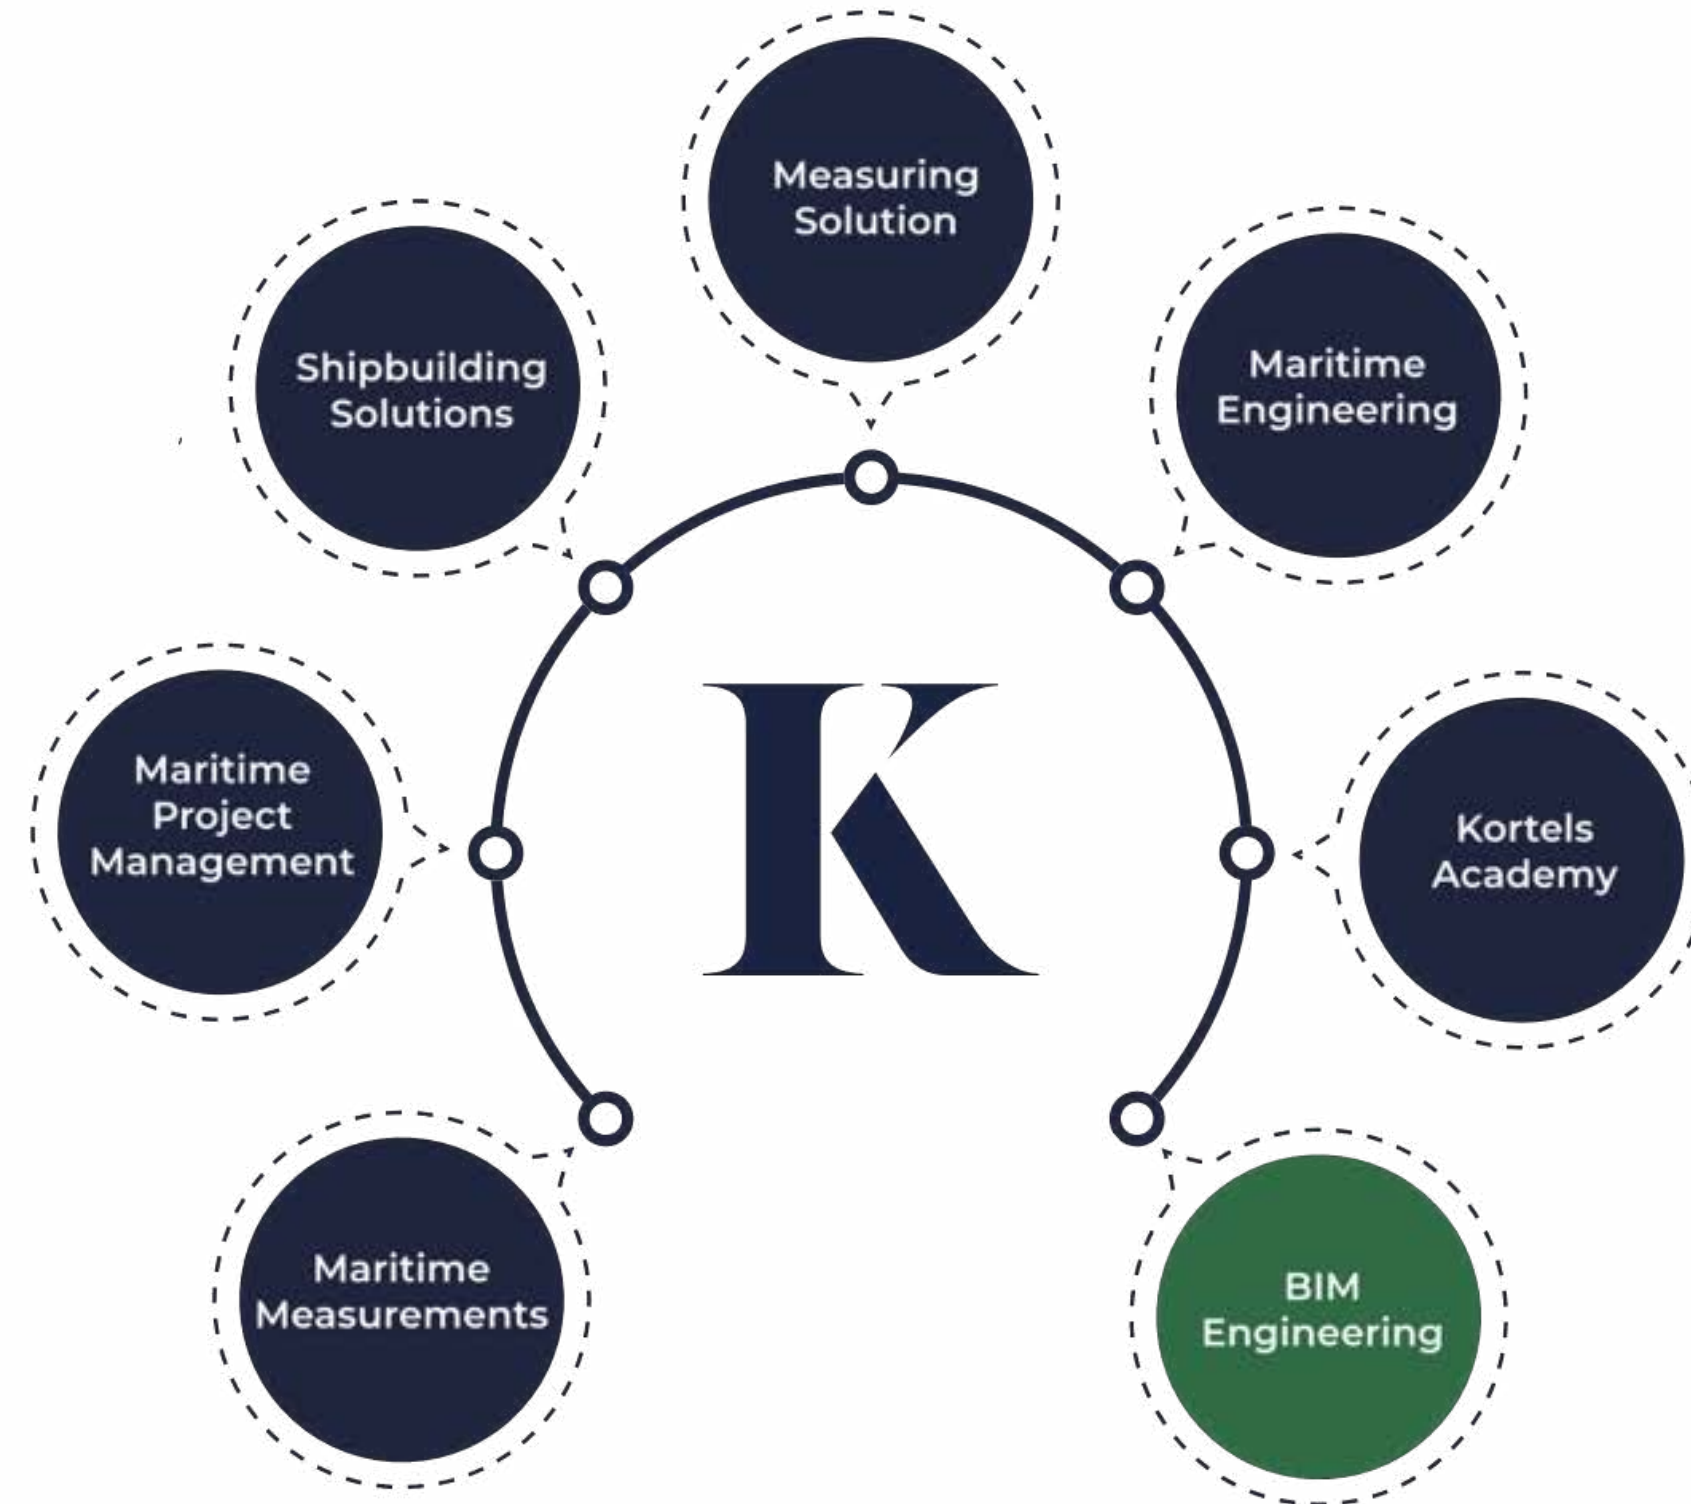 Measuring
Solution
Shipbuilding
Solutions
Maritime
Engineering
Maritime
Project
Management
K
Kortels
Academy
Maritime
Measurements
BIM
Engineering